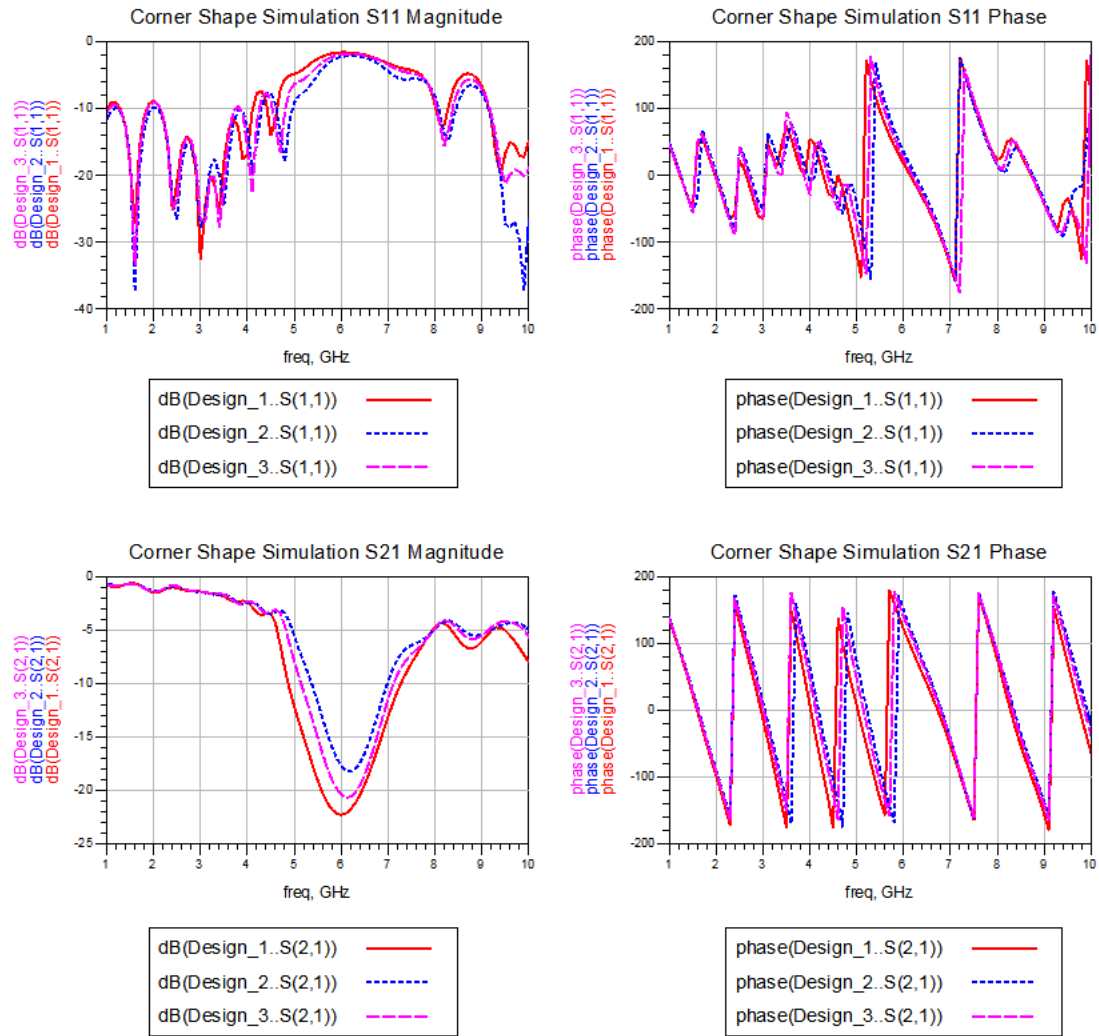 Corner Shape Simulation S11 Magnitude
dB(Design_3..S(1,1))
dB(Design_2..S(1,1))
dB(Design_1..S(1,1))
0
-10
-20
-30
-40
1 2 3 4 5 6 7 8 9 10
freq, GHz
dB(Design_1..S(1,1))
dB(Design_2..S(1,1))
dB(Design_3..S(1,1))
Corner Shape Simulation S11 Phase
phase(Design_3..S(1,1))
phase(Design_2..S(1,1))
phase(Design_1..S(1,1))
200
100
0
-100
-200
1 2 3 4 5 6 7 8 9 10
freq, GHz
phase(Design_1..S(1,1))
phase(Design_2..S(1,1))
phase(Design_3..S(1,1))
Corner Shape Simulation S21 Magnitude
dB(Design_3..S(2,1))
dB(Design_2..S(2,1))
dB(Design_1..S(2,1))
0
-5
-10
-15
-20
-25
1 2 3 4 5 6 7 8 9 10
freq, GHz
dB(Design_1..S(2,1))
dB(Design_2..S(2,1))
dB(Design_3..S(2,1))
Corner Shape Simulation S21 Phase
phase(Design_3..S(2,1))
phase(Design_2..S(2,1))
phase(Design_1..S(2,1))
200
100
0
-100
-200
1 2 3 4 5 6 7 8 9 10
freq, GHz
phase(Design_1..S(2,1))
phase(Design_2..S(2,1))
phase(Design_3..S(2,1))